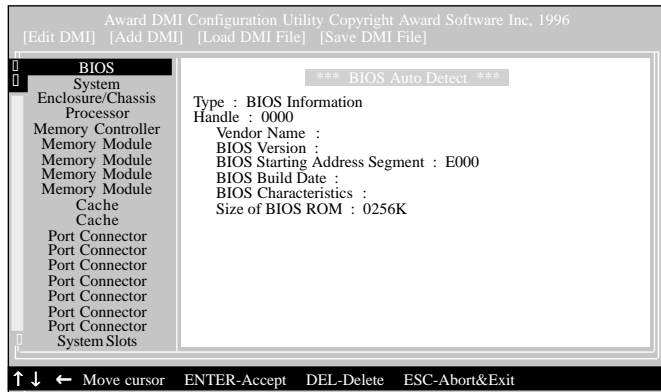 Award DMI Configuration Utility Copyright Award Software Inc, 1996
[Edit DMI] [Add DMI] [Load DMI File] [Save DMI File]
BIOS
System
Enclosure/Chassis
Processor
Memory Controller
Memory Module
Memory Module
Memory Module
Memory Module
Cache
Cache
Port Connector
Port Connector
Port Connector
Port Connector
Port Connector
Port Connector
Port Connector
System Slots
*** BIOS Auto Detect ***
Type : BIOS Information
Handle : 0000
Vendor Name :
BIOS Version :
BIOS Starting Address Segment : E000
BIOS Build Date :
BIOS Characteristics :
Size of BIOS ROM : 0256K
↑↓ ← Move cursor ENTER-Accept DEL-Delete ESC-Abort&Exit